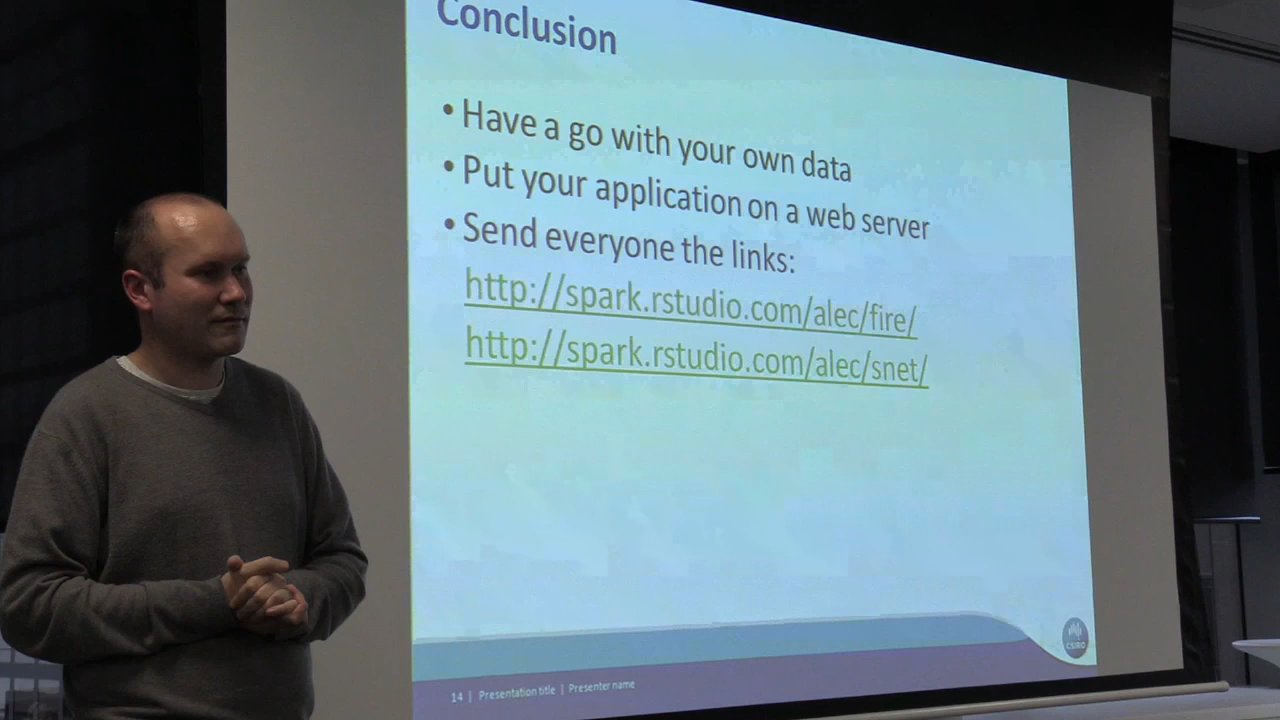 Conclusion
• Have a go with your own data
• Put your application on a web server
• Send everyone the links:
http://spark.rstudio.com/alec/fire/
http://spark.rstudio.com/alec/snet/
CSIRO
14 | Presentation title | Presenter name